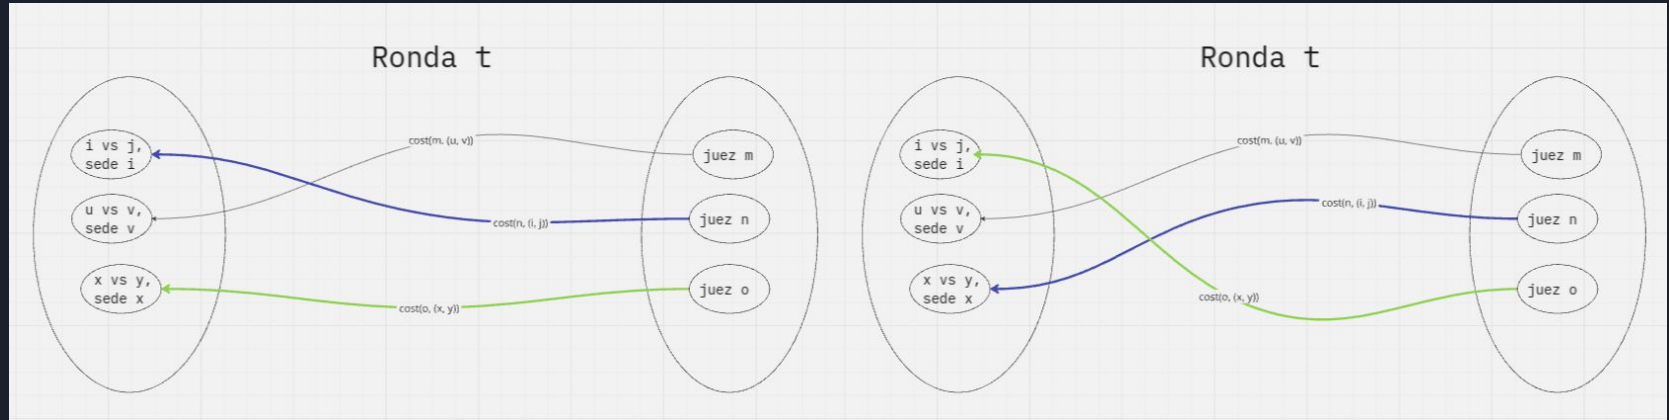 Ronda t
i vs j,
sede i
u vs v,
sede v
x vs y,
sede x
cost(m, (u, v))
cost(n, (i, j))
cost(o, (x, y))
juez m
juez n
juez o
Ronda t
i vs j,
sede i
u vs v,
sede v
x vs y,
sede x
cost(m, (u, v))
cost(n, (i, j))
cost(o, (x, y))
juez m
juez n
juez o